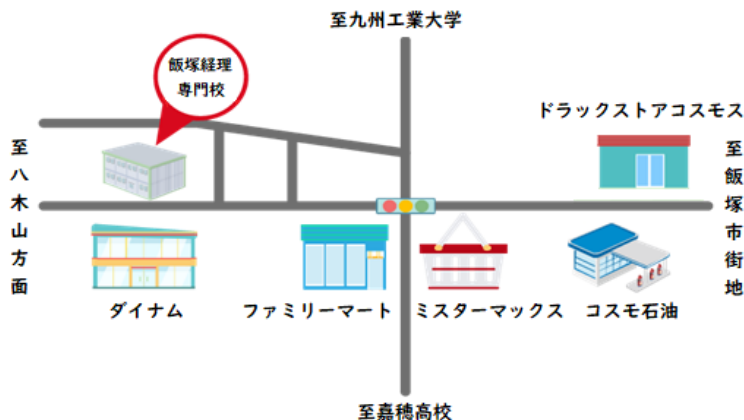 至九州工業大学
飯塚経理
専門校
ドラックストアコスモス
至八木山方面
至飯塚市街地
ダイナム
ファミリーマート
ミスターマックス
コスモ石油
至嘉穂高校